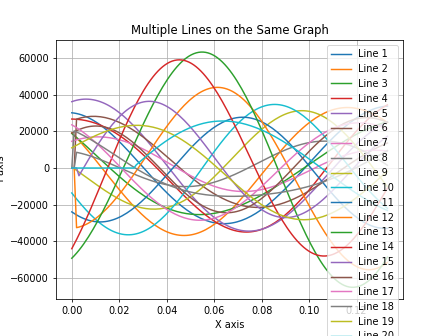 Multiple Lines on the Same Graph
60000
40000
20000
0
−20000
−40000
−60000
0.00
0.02
0.04
0.06
0.08
0.10
X axis
Line 1
Line 2
Line 3
Line 4
Line 5
Line 6
Line 7
Line 8
Line 9
Line 10
Line 11
Line 12
Line 13
Line 14
Line 15
Line 16
Line 17
Line 18
Line 19
Line 20